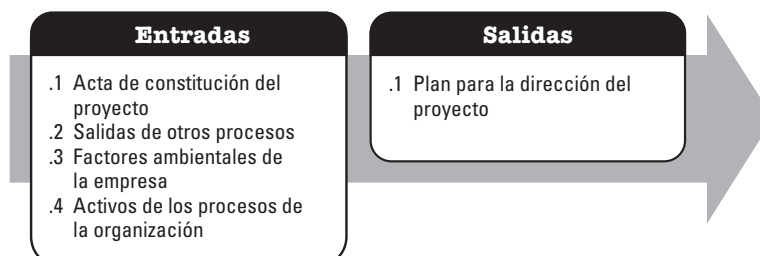 Entradas
.1 Acta de constitución del
proyecto
.2 Salidas de otros procesos
.3 Factores ambientales de
la empresa
.4 Activos de los procesos de
la organización
Salidas
.1 Plan para la dirección del
proyecto